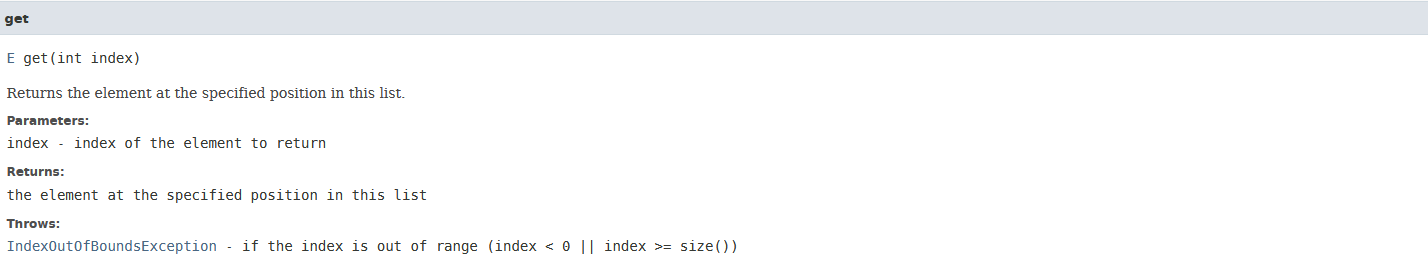 get
E get(int index)
Returns the element at the specified position in this list.
Parameters:
index - index of the element to return
Returns:
the element at the specified position in this list
Throws:
IndexOutOfBoundsException - if the index is out of range (index < 0 || index >= size())